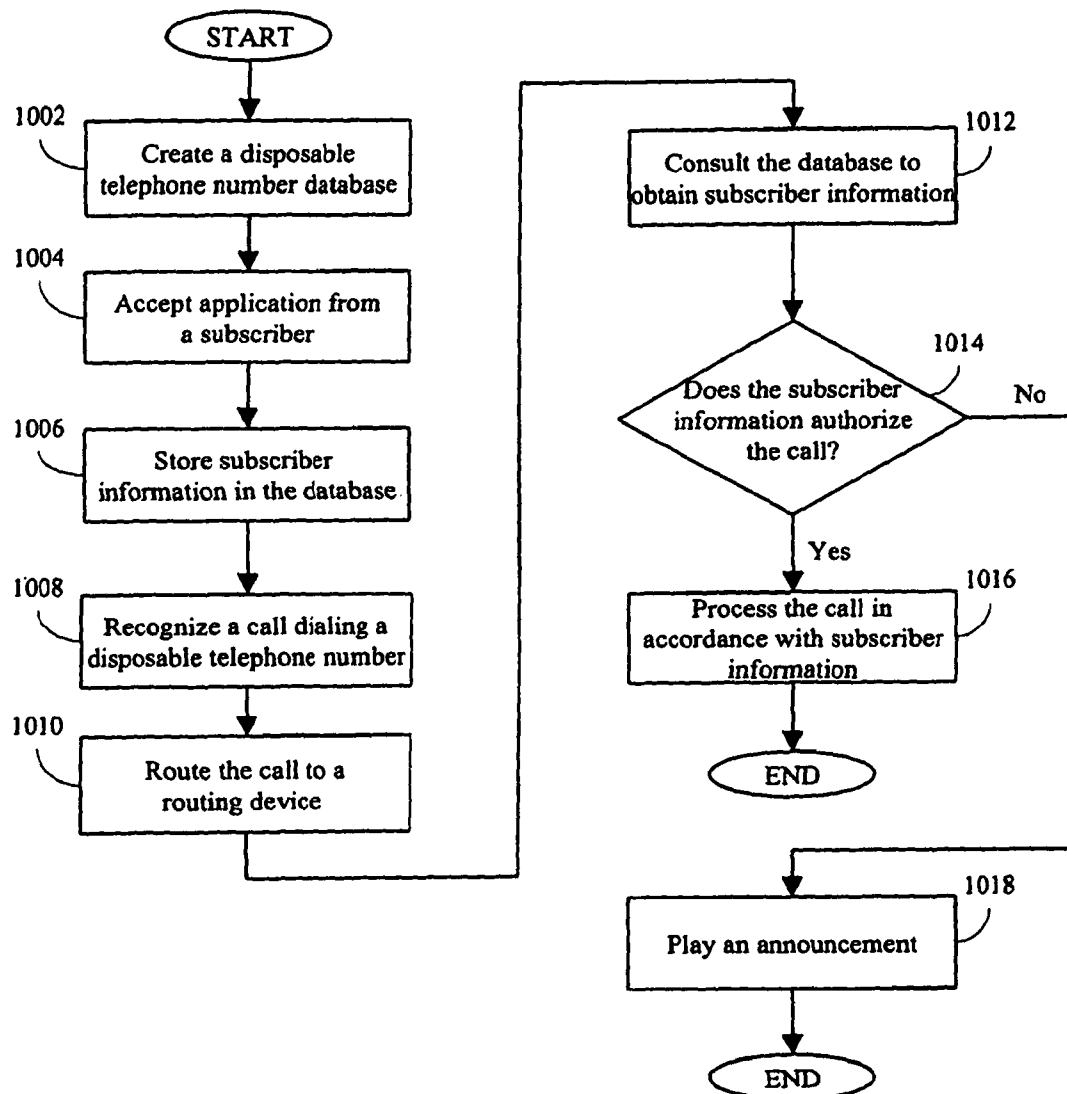 START
1002
Create a disposable
telephone number database
1004
Accept application from
a subscriber
1006
Store subscriber
information in the database
1008
Recognize a call dialing a
disposable telephone number
1010
Route the call to a
routing device
1012
Consult the database to
obtain subscriber information
1014
Does the subscriber
information authorize
the call?
No
Yes
1016
Process the call in
accordance with subscriber
information
END
1018
Play an announcement
END